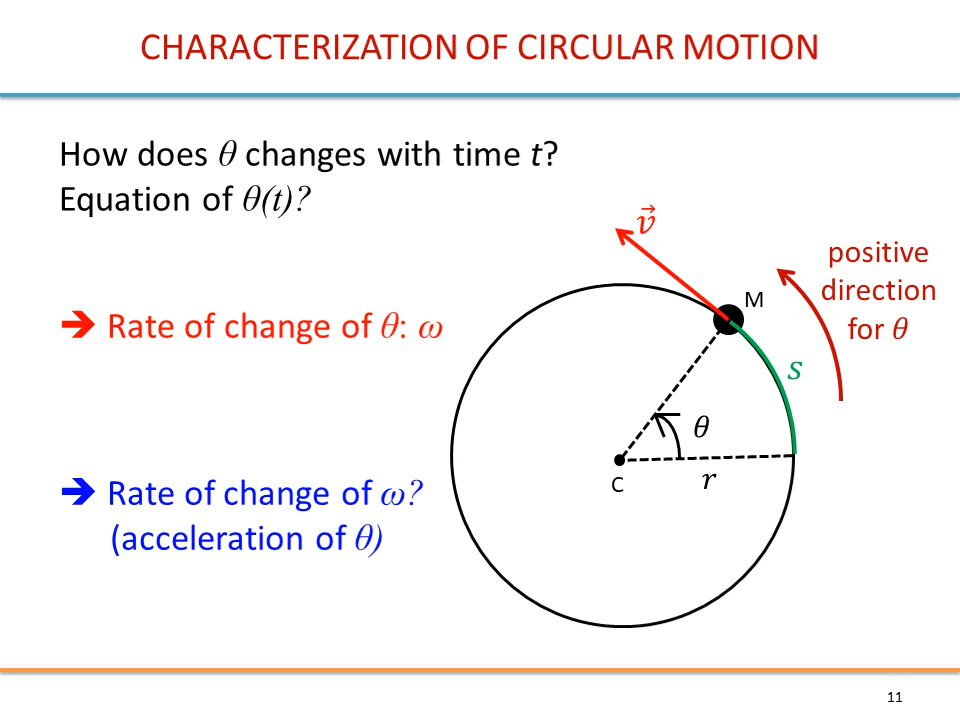 CHARACTERIZATION OF CIRCULAR MOTION
How does θ changes with time t?
Equation of θ(t)?
➔ Rate of change of θ: ω
➔ Rate of change of ω?
(acceleration of θ)
v⃗
M
positive
direction
for θ
s
θ
C
r
11